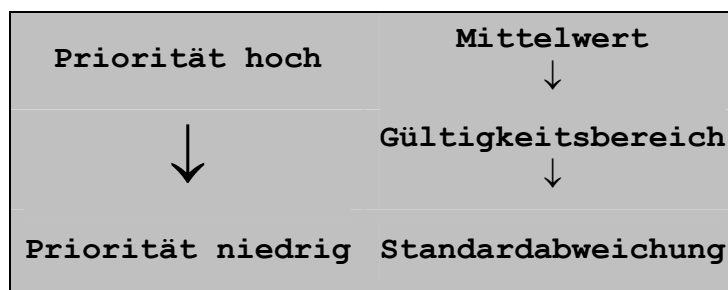 Priorität hoch
Mittelwert
↓
↓
Gültigkeitsbereich
↓
Priorität niedrig
Standardabweichung